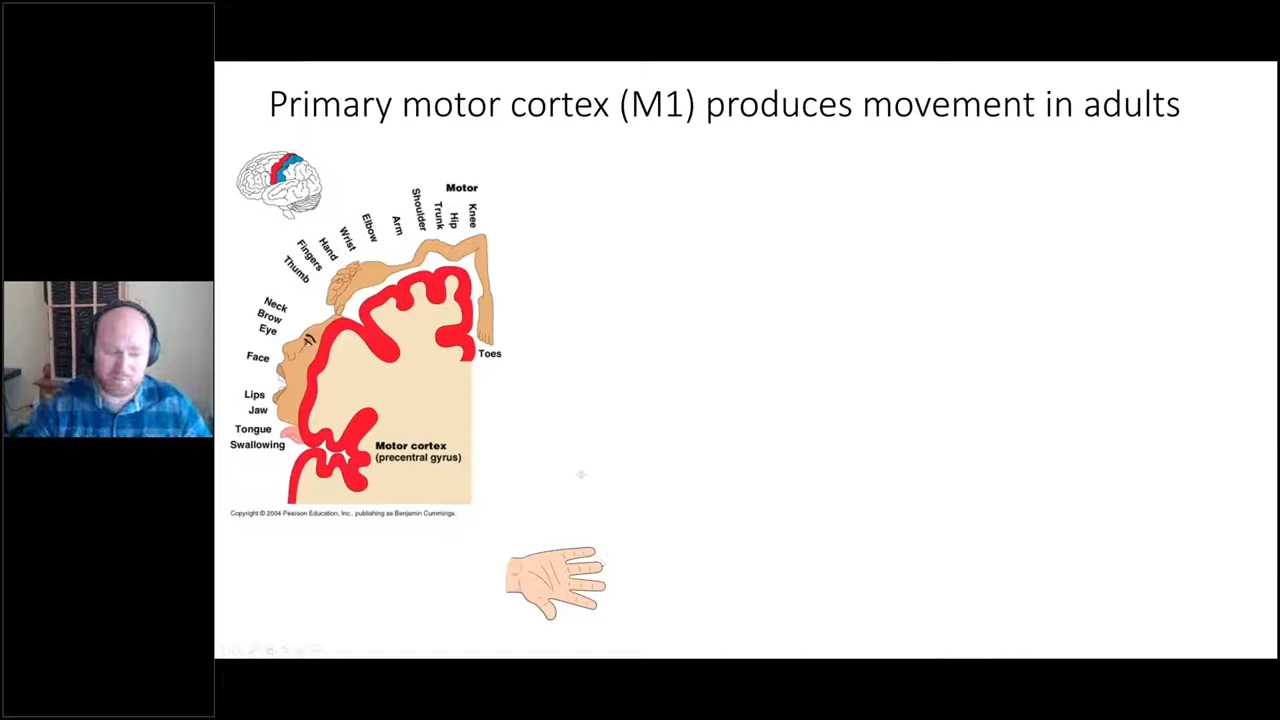 Primary motor cortex (M1) produces movement in adults
Motor
Knee
Hip
Trunk
Shoulder
Arm
Elbow
Wrist
Hand
Fingers
Thumb
Neck
Brow
Eye
Face
Lips
Jaw
Tongue
Swallowing
Toes
Motor cortex
(precentral gyrus)
Copyright © 2004 Pearson Education, Inc., publishing as Benjamin Cummings.